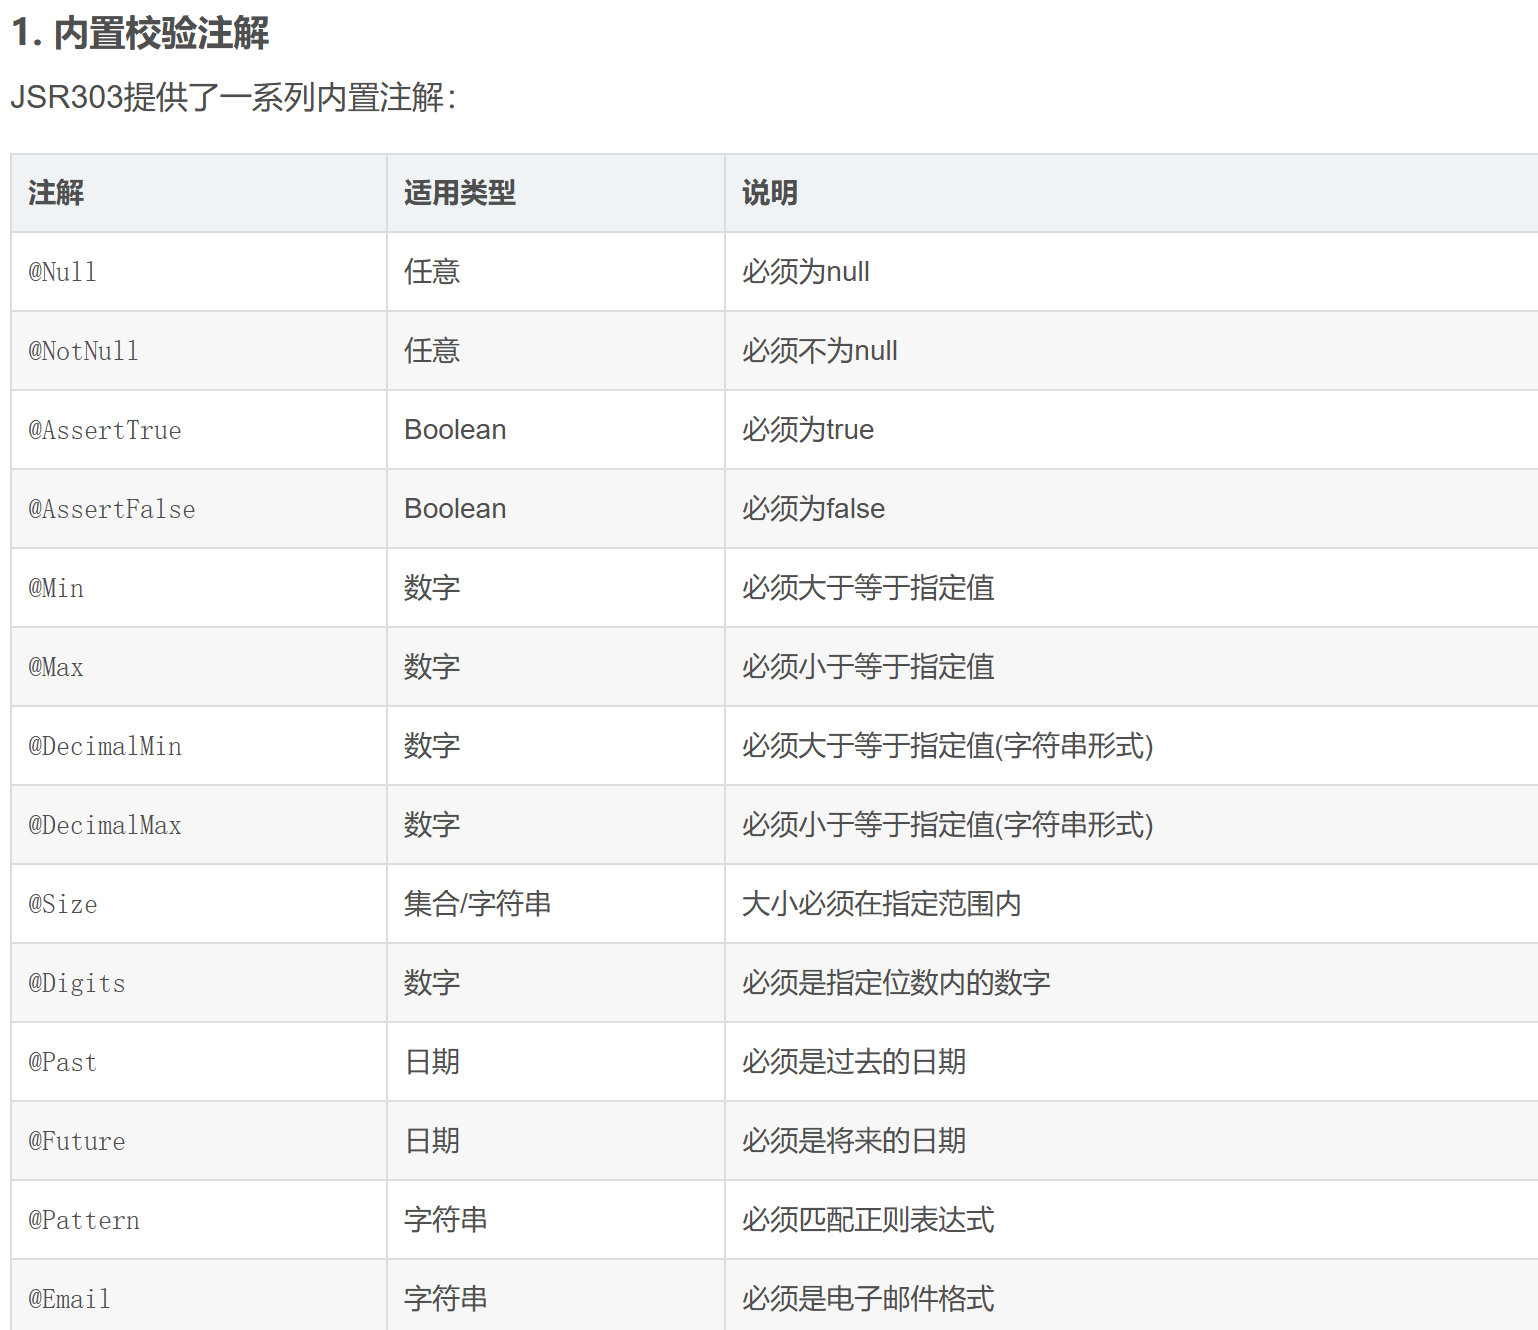 1. 内置校验注解
JSR303提供了一系列内置注解：
注解 适用类型 说明
@Null 任意 必须为null
@NotNull 任意 必须不为null
@AssertTrue Boolean 必须为true
@AssertFalse Boolean 必须为false
@Min 数字 必须大于等于指定值
@Max 数字 必须小于等于指定值
@DecimalMin 数字 必须大于等于指定值(字符串形式)
@DecimalMax 数字 必须小于等于指定值(字符串形式)
@Size 集合/字符串 大小必须在指定范围内
@Digits 数字 必须是指定位数内的数字
@Past 日期 必须是过去的日期
@Future 日期 必须是将来的日期
@Pattern 字符串 必须匹配正则表达式
@Email 字符串 必须是电子邮件格式